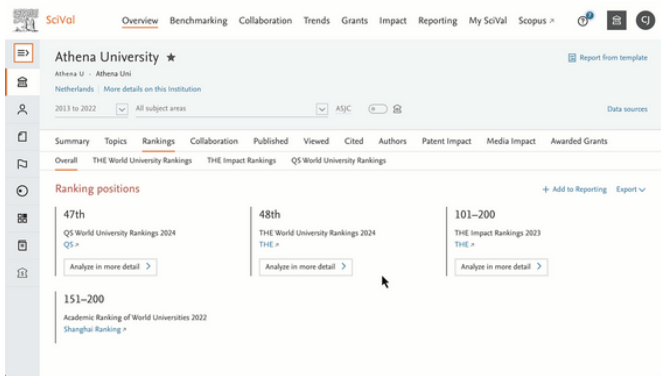 SciVal
Overview Benchmarking Collaboration Trends Grants Impact Reporting My SciVal Scopus ↗
CJ
Athena University ★
Report from template
Athena U - Athena Uni
Netherlands | More details on this Institution
2013 to 2022 All subject areas ASJC
Data sources
Summary Topics Rankings Collaboration Published Viewed Cited Authors Patent Impact Media Impact Awarded Grants
Overall THE World University Rankings THE Impact Rankings QS World University Rankings
Ranking positions
+ Add to Reporting Export
47th
QS World University Rankings 2024
QS ↗
Analyze in more detail >
48th
THE World University Rankings 2024
THE ↗
Analyze in more detail >
101–200
THE Impact Rankings 2023
THE ↗
Analyze in more detail >
151–200
Academic Ranking of World Universities 2022
Shanghai Ranking ↗